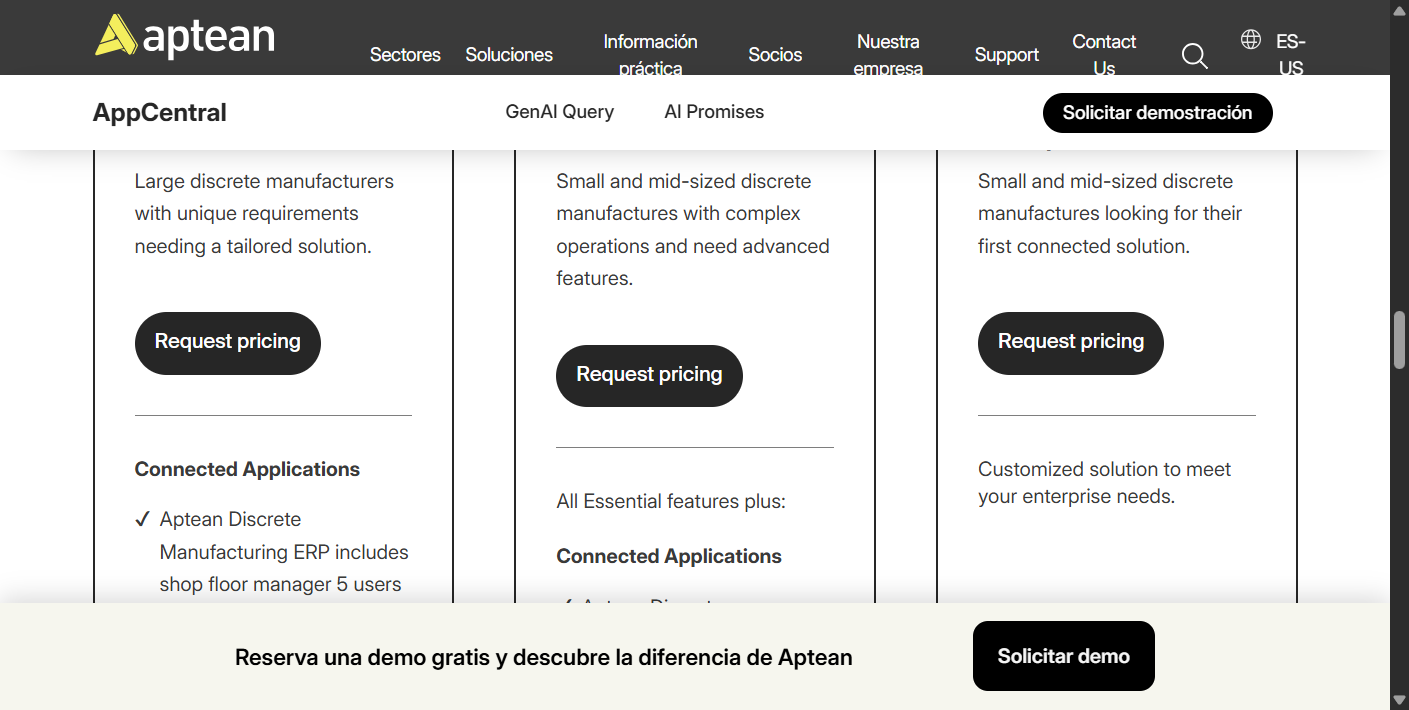 aptean
Sectores
Soluciones
Información
práctica
Socios
Nuestra
empresa
Support
Contact
Us
ES-
US
AppCentral
GenAI Query
AI Promises
Solicitar demostración
Large discrete manufacturers
with unique requirements
needing a tailored solution.
Request pricing
Connected Applications
✓ Aptean Discrete
Manufacturing ERP includes
shop floor manager 5 users
Small and mid-sized discrete
manufactures with complex
operations and need advanced
features.
Request pricing
All Essential features plus:
Connected Applications
Small and mid-sized discrete
manufactures looking for their
first connected solution.
Request pricing
Customized solution to meet
your enterprise needs.
Reserva una demo gratis y descubre la diferencia de Aptean
Solicitar demo